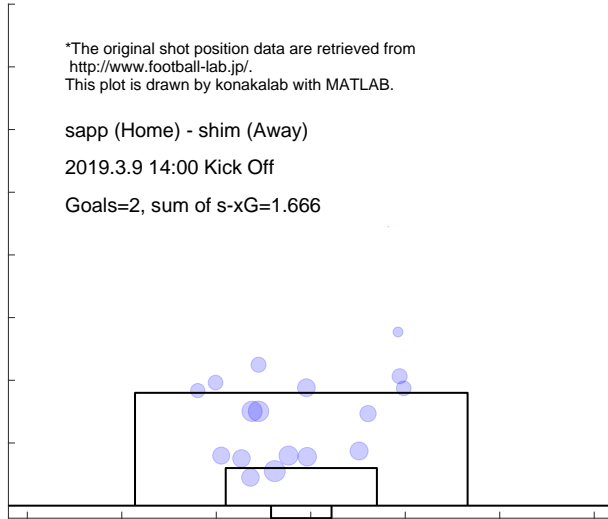 *The original shot position data are retrieved from
http://www.football-lab.jp/.
This plot is drawn by konakalab with MATLAB.
sapp (Home) - shim (Away)
2019.3.9 14:00 Kick Off
Goals=2, sum of s-xG=1.666